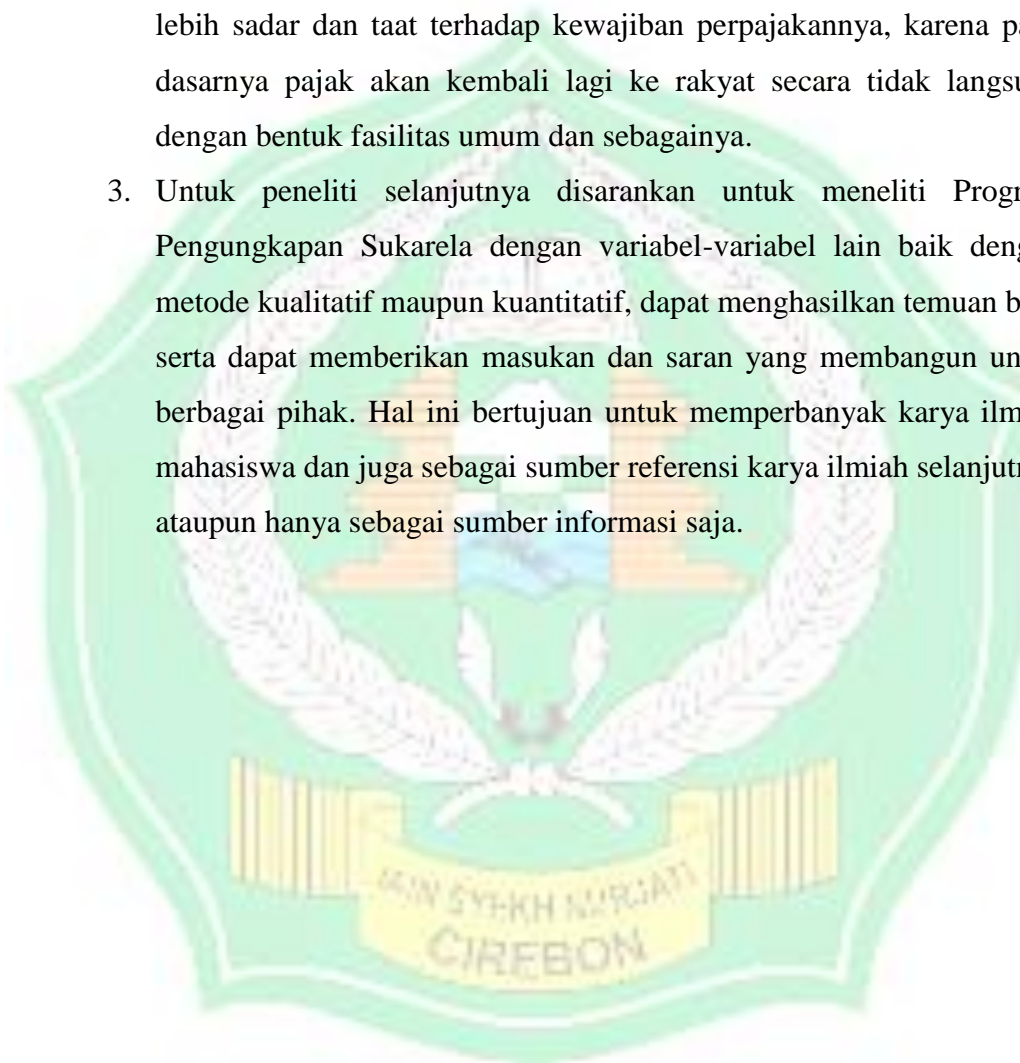 lebih sadar dan taat terhadap kewajiban perpajakannya, karena pa
dasarnya pajak akan kembali lagi ke rakyat secara tidak langsu
dengan bentuk fasilitas umum dan sebagainya.
3. Untuk peneliti selanjutnya disarankan untuk meneliti Progr
Pengungkapan Sukarela dengan variabel-variabel lain baik deng
metode kualitatif maupun kuantitatif, dapat menghasilkan temuan b
serta dapat memberikan masukan dan saran yang membangun un
berbagai pihak. Hal ini bertujuan untuk memperbanyak karya ilm
mahasiswa dan juga sebagai sumber referensi karya ilmiah selanjutn
ataupun hanya sebagai sumber informasi saja.
IAIN SYEKH NURJATI
CIREBON